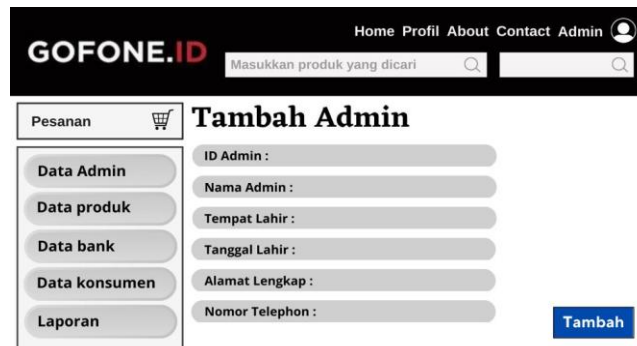 Home Profil About Contact Admin
GOFONE.ID
Masukkan produk yang dicari
Pesanan
Tambah Admin
Data Admin
Data produk
Data bank
Data konsumen
Laporan
ID Admin :
Nama Admin :
Tempat Lahir :
Tanggal Lahir :
Alamat Lengkap :
Nomor Telephon :
Tambah